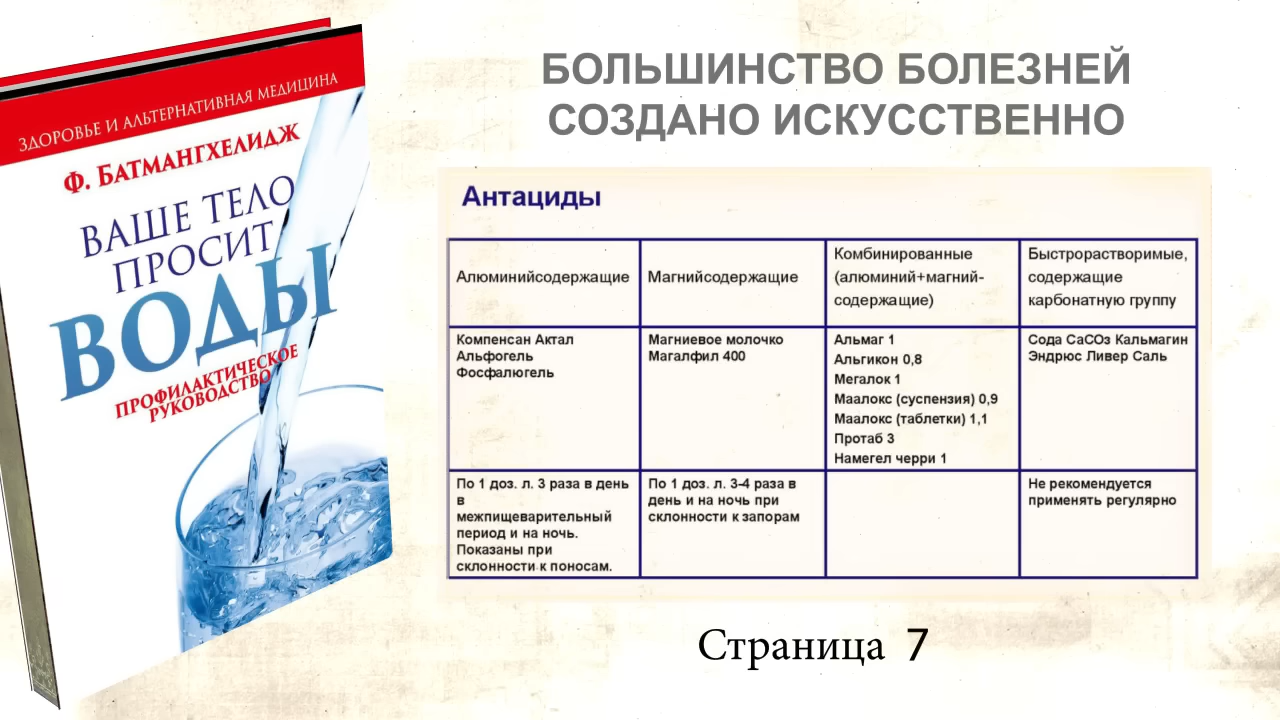 ЗДОРОВЬЕ И АЛЬТЕРНАТИВНАЯ МЕДИЦИНА
Ф. БАТМАНГХЕЛИДЖ
ВАШЕ ТЕЛО
ПРОСИТ
ВОДЫ
ПРОФИЛАКТИЧЕСКОЕ
РУКОВОДСТВО
БОЛЬШИНСТВО БОЛЕЗНЕЙ
СОЗДАНО ИСКУССТВЕННО
Антациды
Алюминийсодержащие
Магнийсодержащие
Комбинированные
(алюминий+магний-
содержащие)
Быстрорастворимые,
содержащие
карбонатную группу
Компенсан Актал
Альфогель
Фосфалюгель
Магниевое молочко
Магалфил 400
Альмаг 1
Альгикон 0,8
Мегалок 1
Маалокс (суспензия) 0,9
Маалокс (таблетки) 1,1
Протаб 3
Намегел черри 1
Сода СаСОз Кальмагин
Эндрюс Ливер Саль
По 1 доз. л. 3 раза в день
в
межпищеварительный
период и на ночь.
Показаны при
склонности к поносам.
По 1 доз. л. 3-4 раза в
день и на ночь при
склонности к запорам
Не рекомендуется
применять регулярно
Страница 7